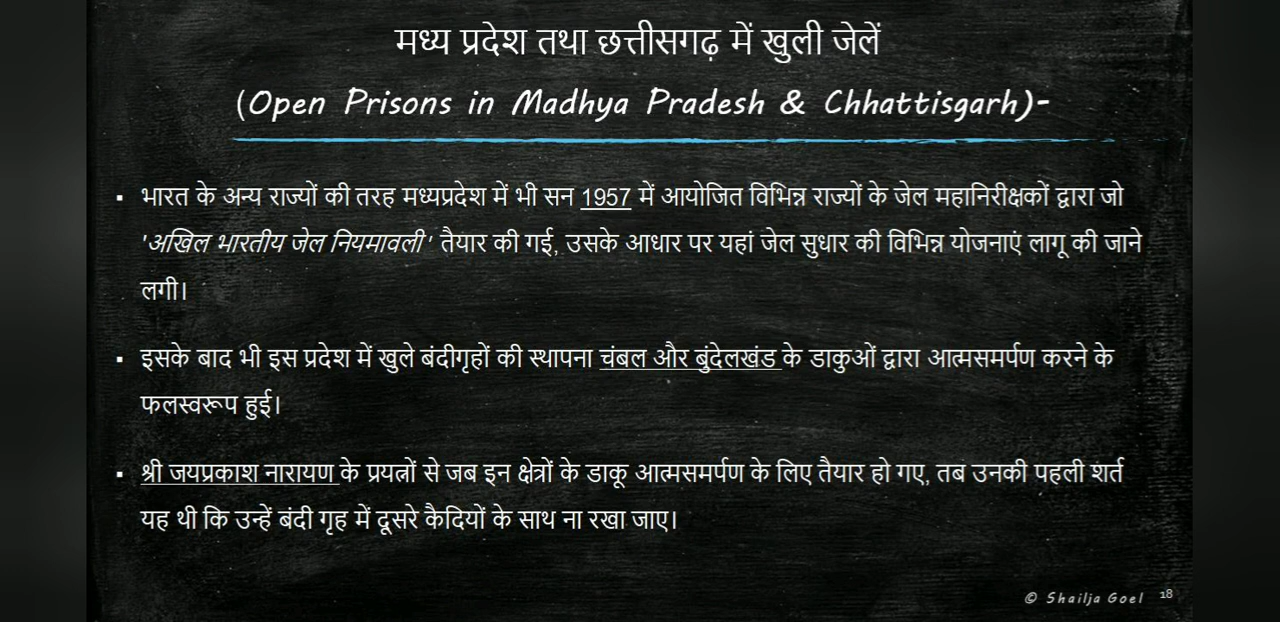 मध्य प्रदेश तथा छत्तीसगढ़ में खुली जेलें
(Open Prisons in Madhya Pradesh & Chhattisgarh)-
▪ भारत के अन्य राज्यों की तरह मध्यप्रदेश में भी सन 1957 में आयोजित विभिन्न राज्यों के जेल महानिरीक्षकों द्वारा जो
'अखिल भारतीय जेल नियमावली' तैयार की गई, उसके आधार पर यहां जेल सुधार की विभिन्न योजनाएं लागू की जाने
लगी।
▪ इसके बाद भी इस प्रदेश में खुले बंदीगृहों की स्थापना चंबल और बुंदेलखंड के डाकुओं द्वारा आत्मसमर्पण करने के
फलस्वरूप हुई।
▪ श्री जयप्रकाश नारायण के प्रयत्नों से जब इन क्षेत्रों के डाकू आत्मसमर्पण के लिए तैयार हो गए, तब उनकी पहली शर्त
यह थी कि उन्हें बंदी गृह में दूसरे कैदियों के साथ ना रखा जाए।
© Shailja Goel 18